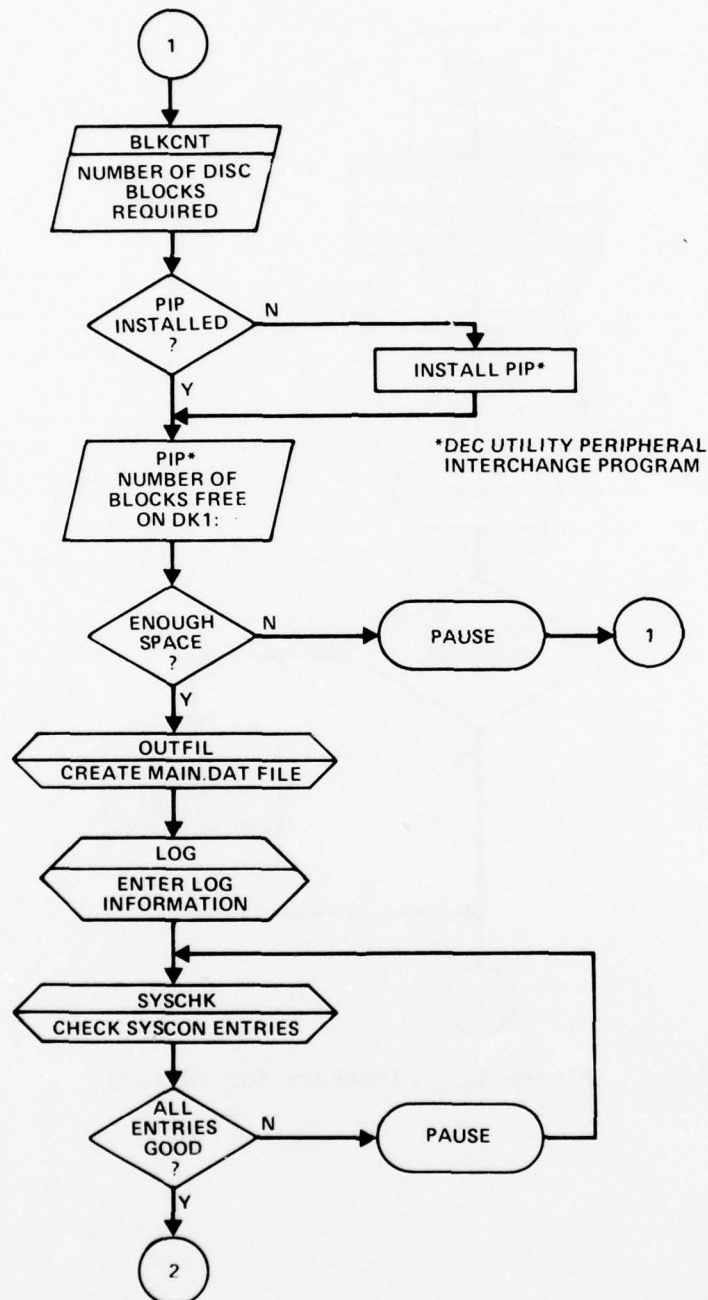 1
BLKCNT
NUMBER OF DISC
BLOCKS
REQUIRED
PIP
INSTALLED
?
N
Y
INSTALL PIP*
*DEC UTILITY PERIPHERAL
INTERCHANGE PROGRAM
PIP*
NUMBER OF
BLOCKS FREE
ON DK1:
ENOUGH
SPACE
?
N
Y
PAUSE
1
OUTFIL
CREATE MAIN.DAT FILE
LOG
ENTER LOG
INFORMATION
SYSCHK
CHECK SYSCON ENTRIES
ALL
ENTRIES
GOOD
?
N
Y
PAUSE
2